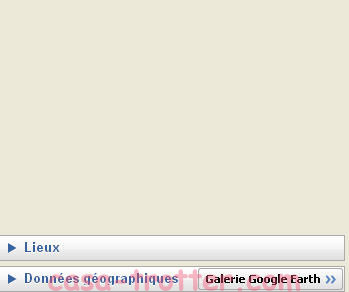 Lieux
Données géographiques Galerie Google Earth >>
casa-trotter.com